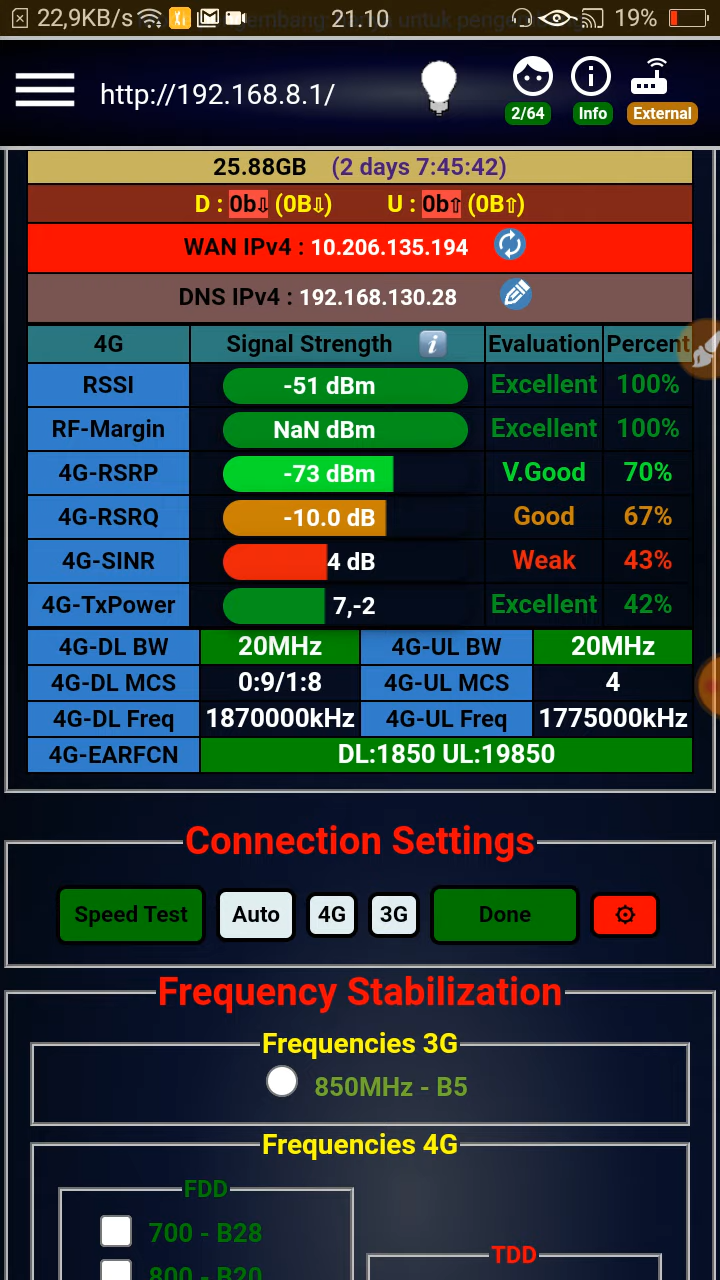 22,9KB/s 21.10 19%
http://192.168.8.1/
2/64 Info External
25.88GB (2 days 7:45:42)
D : 0b⇩ (0B⇩) U : 0b⇧ (0B⇧)
WAN IPv4 : 10.206.135.194
DNS IPv4 : 192.168.130.28
4G Signal Strength i Evaluation Percent
RSSI -51 dBm Excellent 100%
RF-Margin NaN dBm Excellent 100%
4G-RSRP -73 dBm V.Good 70%
4G-RSRQ -10.0 dB Good 67%
4G-SINR 4 dB Weak 43%
4G-TxPower 7,-2 Excellent 42%
4G-DL BW 20MHz 4G-UL BW 20MHz
4G-DL MCS 0:9/1:8 4G-UL MCS 4
4G-DL Freq 1870000kHz 4G-UL Freq 1775000kHz
4G-EARFCN DL:1850 UL:19850
Connection Settings
Speed Test Auto 4G 3G Done
Frequency Stabilization
Frequencies 3G
850MHz - B5
Frequencies 4G
FDD
700 - B28
TDD
800 - B20